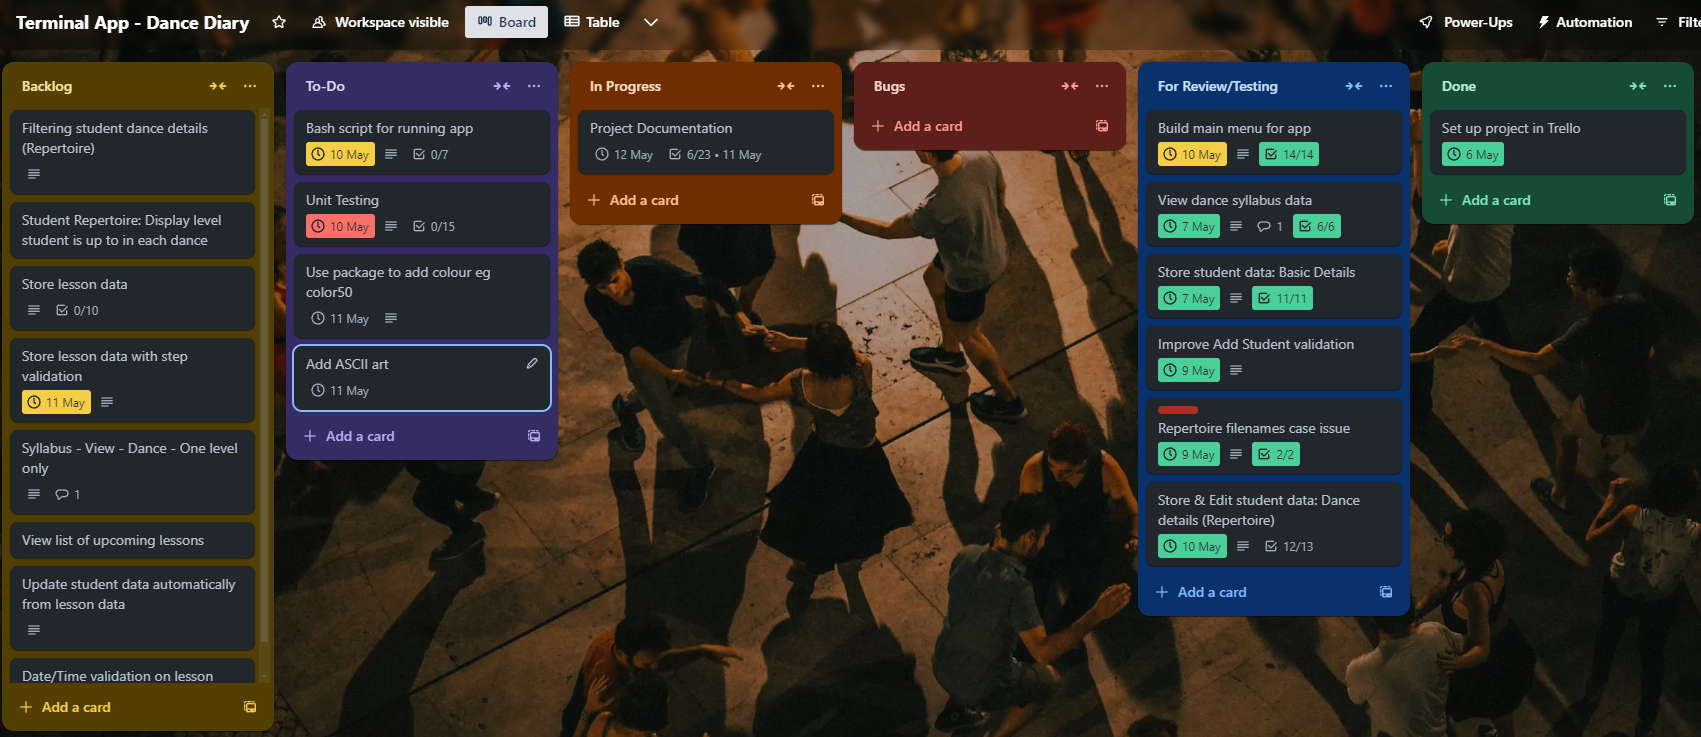 Terminal App - Dance Diary
Workspace visible
Board
Table
Power-Ups
Automation
Filte
Backlog
Filtering student dance details
(Repertoire)
Student Repertoire: Display level
student is up to in each dance
Store lesson data
0/10
Store lesson data with step
validation
11 May
Syllabus - View - Dance - One level
only
1
View list of upcoming lessons
Update student data automatically
from lesson data
Date/Time validation on lesson
Add a card
To-Do
Bash script for running app
10 May 0/7
Unit Testing
10 May 0/15
Use package to add colour eg
color50
11 May
Add ASCII art
11 May
Add a card
In Progress
Project Documentation
12 May 6/23 • 11 May
Add a card
Bugs
Add a card
For Review/Testing
Build main menu for app
10 May 14/14
View dance syllabus data
7 May 1 6/6
Store student data: Basic Details
7 May 11/11
Improve Add Student validation
9 May
Repertoire filenames case issue
9 May 2/2
Store & Edit student data: Dance
details (Repertoire)
10 May 12/13
Add a card
Done
Set up project in Trello
6 May
Add a card